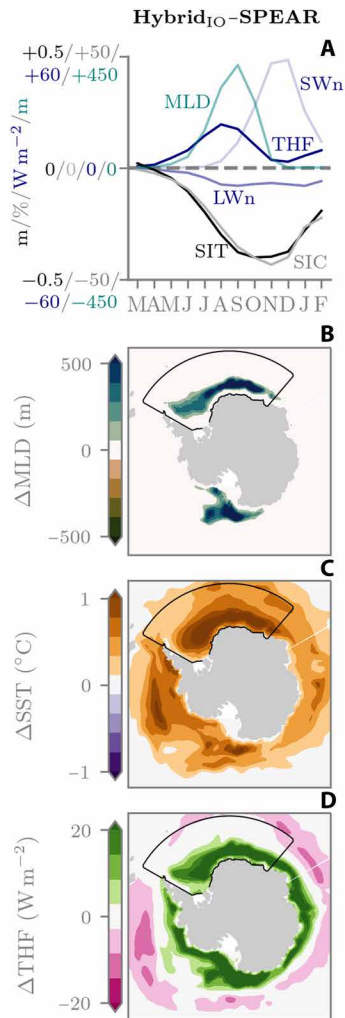 Hybrid_IO–SPEAR
A
+0.5/+50/
+60/+450
0/0/0/0
−0.5/−50/
−60/−450
m/%/W m⁻²/m
MLD
SWn
THF
LWn
SIT
SIC
M A M J J A S O N D J F
B
500
0
−500
ΔMLD (m)
C
1
0
−1
ΔSST (°C)
D
20
0
−20
ΔTHF (W m⁻²)